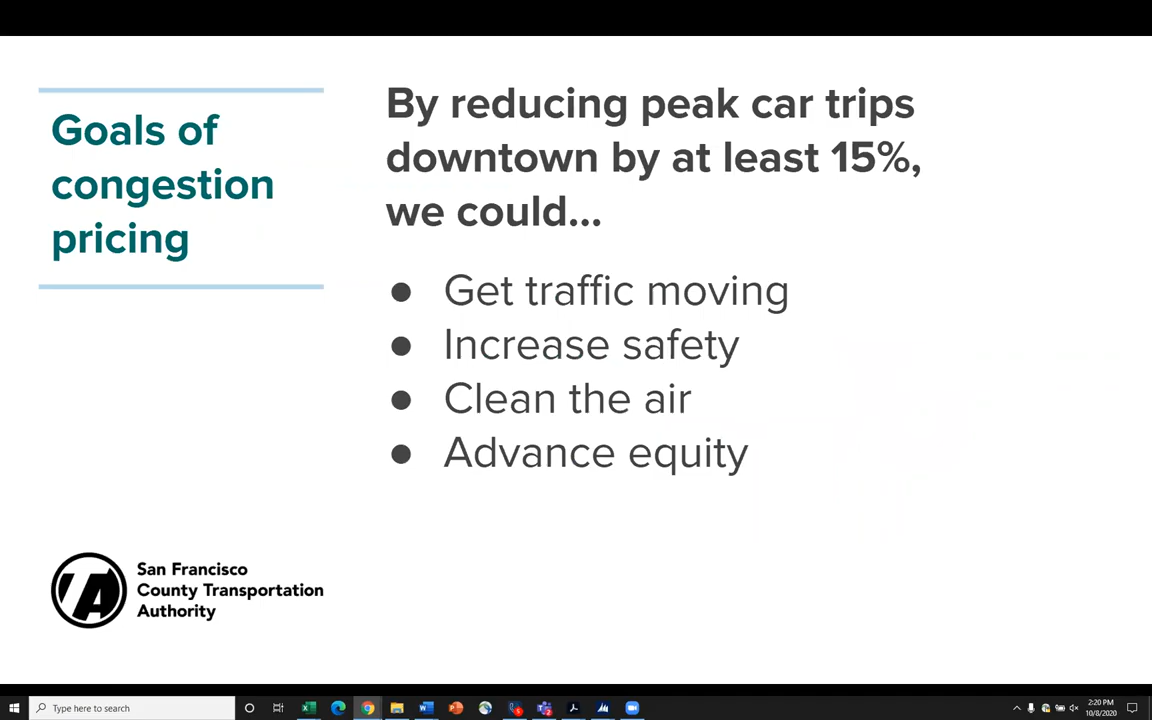 Goals of
congestion
pricing
By reducing peak car trips
downtown by at least 15%,
we could...
● Get traffic moving
● Increase safety
● Clean the air
● Advance equity
TA
San Francisco
County Transportation
Authority
Type here to search
2:20 PM
10/8/2020